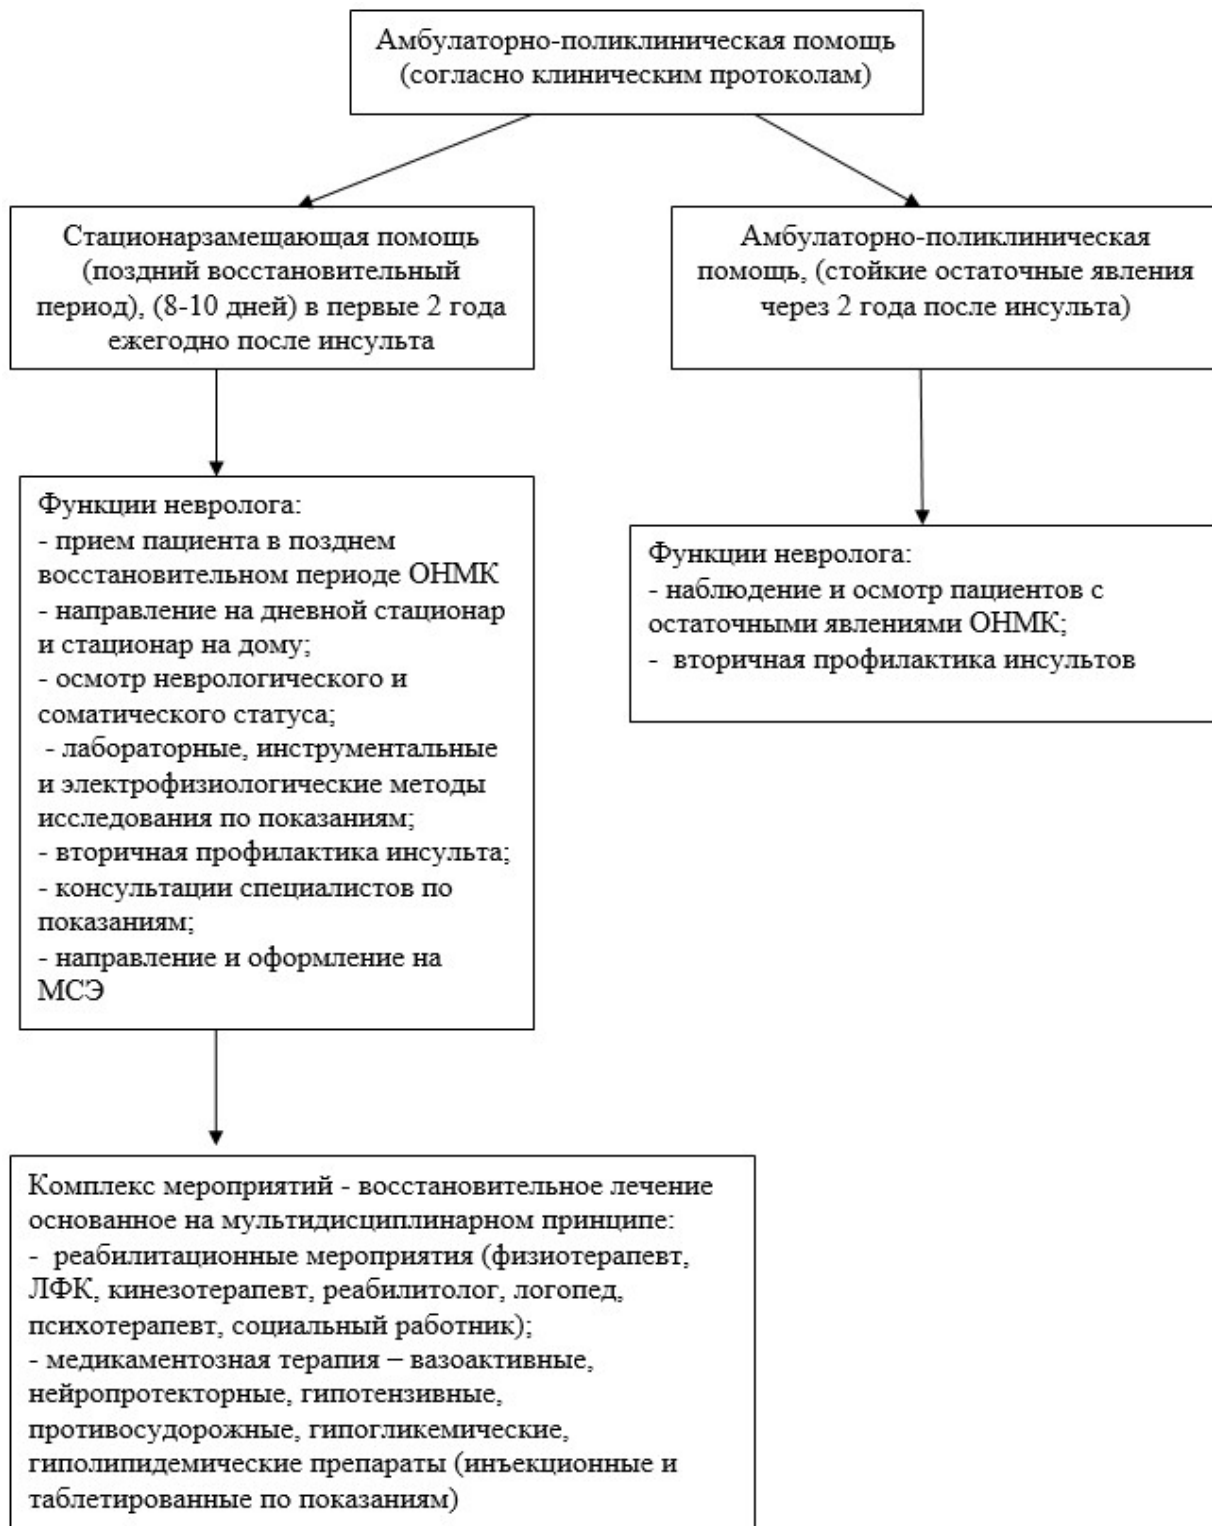 Амбулаторно-поликлиническая помощь
(согласно клиническим протоколам)
Стационарзамещающая помощь
(поздний восстановительный
период), (8-10 дней) в первые 2 года
ежегодно после инсульта
Амбулаторно-поликлиническая
помощь, (стойкие остаточные явления
через 2 года после инсульта)
Функции невролога:
- прием пациента в позднем
восстановительном периоде ОНМК
- направление на дневной стационар
и стационар на дому;
- осмотр неврологического и
соматического статуса;
- лабораторные, инструментальные
и электрофизиологические методы
исследования по показаниям;
- вторичная профилактика инсульта;
- консультации специалистов по
показаниям;
- направление и оформление на
МСЭ
Функции невролога:
- наблюдение и осмотр пациентов с
остаточными явлениями ОНМК;
- вторичная профилактика инсультов
Комплекс мероприятий - восстановительное лечение
основанное на мультидисциплинарном принципе:
- реабилитационные мероприятия (физиотерапевт,
ЛФК, кинезотерапевт, реабилитолог, логопед,
психотерапевт, социальный работник);
- медикаментозная терапия – вазоактивные,
нейропротекторные, гипотензивные,
противосудорожные, гипогликемические,
гиполипидемические препараты (инъекционные и
таблетированные по показаниям)